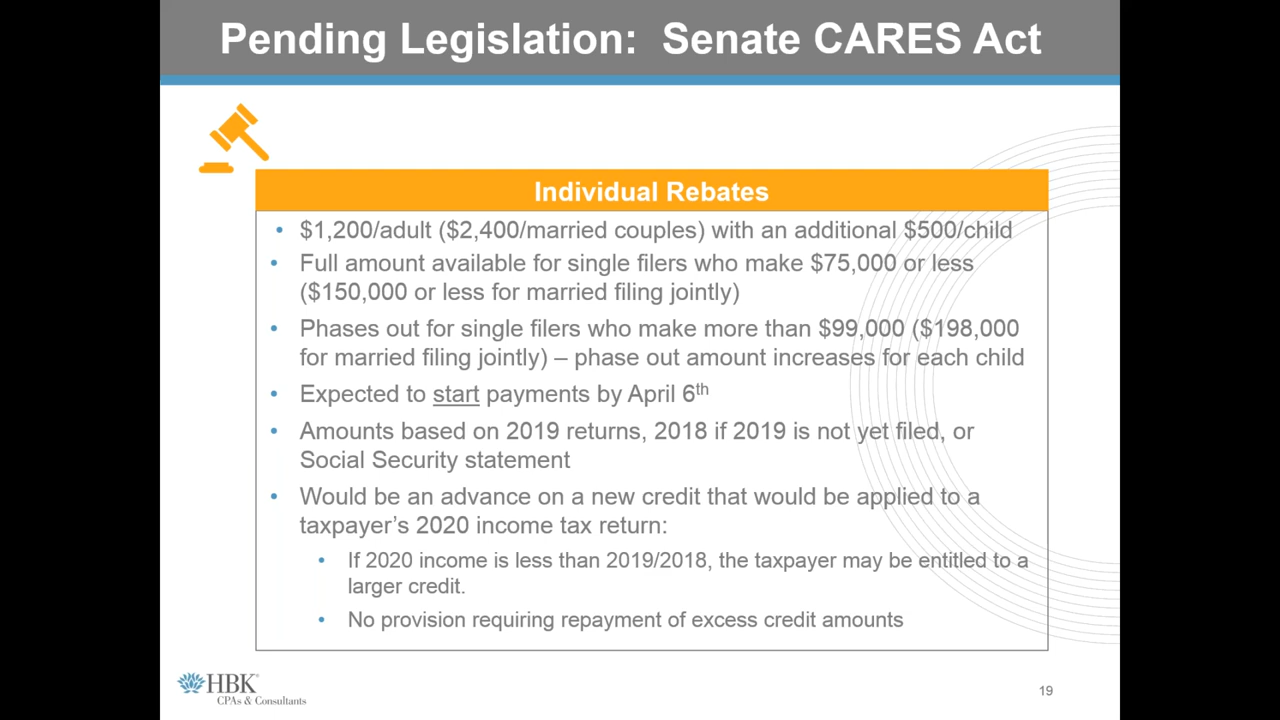 Pending Legislation: Senate CARES Act
Individual Rebates
• $1,200/adult ($2,400/married couples) with an additional $500/child
• Full amount available for single filers who make $75,000 or less
($150,000 or less for married filing jointly)
• Phases out for single filers who make more than $99,000 ($198,000
for married filing jointly) – phase out amount increases for each child
• Expected to start payments by April 6th
• Amounts based on 2019 returns, 2018 if 2019 is not yet filed, or
Social Security statement
• Would be an advance on a new credit that would be applied to a
taxpayer’s 2020 income tax return:
• If 2020 income is less than 2019/2018, the taxpayer may be entitled to a
larger credit.
• No provision requiring repayment of excess credit amounts
HBK®
CPAs & Consultants
19